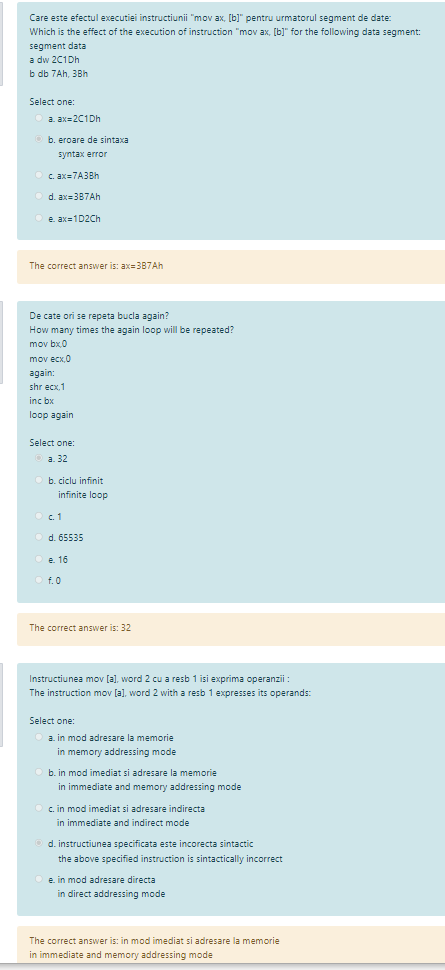 Care este efectul executiei instructiunii "mov ax, [b]" pentru urmatorul segment de date:
Which is the effect of the execution of instruction "mov ax, [b]" for the following data segment:
segment data
a dw 2C1Dh
b db 7Ah, 3Bh
Select one:
a. ax=2C1Dh
b. eroare de sintaxa
syntax error
c. ax=7A3Bh
d. ax=3B7Ah
e. ax=1D2Ch
The correct answer is: ax=3B7Ah
De cate ori se repeta bucla again?
How many times the again loop will be repeated?
mov bx,0
mov ecx,0
again:
shr ecx,1
inc bx
loop again
Select one:
a. 32
b. ciclu infinit
infinite loop
c. 1
d. 65535
e. 16
f. 0
The correct answer is: 32
Instructiunea mov [a], word 2 cu a resb 1 isi exprima operanzii :
The instruction mov [a], word 2 with a resb 1 expresses its operands:
Select one:
a. in mod adresare la memorie
in memory addressing mode
b. in mod imediat si adresare la memorie
in immediate and memory addressing mode
c. in mod imediat si adresare indirecta
in immediate and indirect mode
d. instructiunea specificata este incorecta sintactic
the above specified instruction is sintactically incorrect
e. in mod adresare directa
in direct addressing mode
The correct answer is: in mod imediat si adresare la memorie
in immediate and memory addressing mode